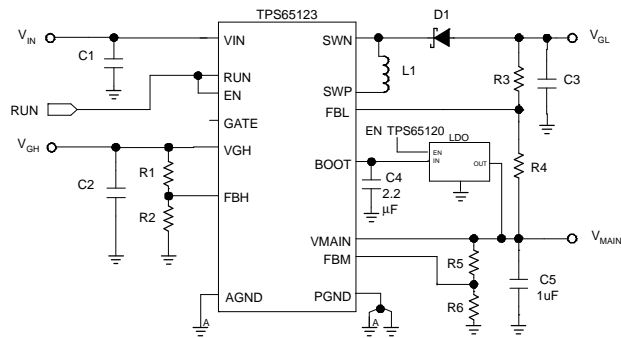 TPS65123
D1
VIN
VIN
SWN
VGL
C1
L1
R3
C3
RUN
EN
SWP
RUN
FBL
GATE
EN TPS65120
LDO
VGH
VGH
EN
IN
OUT
BOOT
R4
R1
C4
C2
2.2
FBH
μF
R2
VMAIN
VMAIN
R5
FBM
C5
1uF
R6
AGND
PGND
A
A